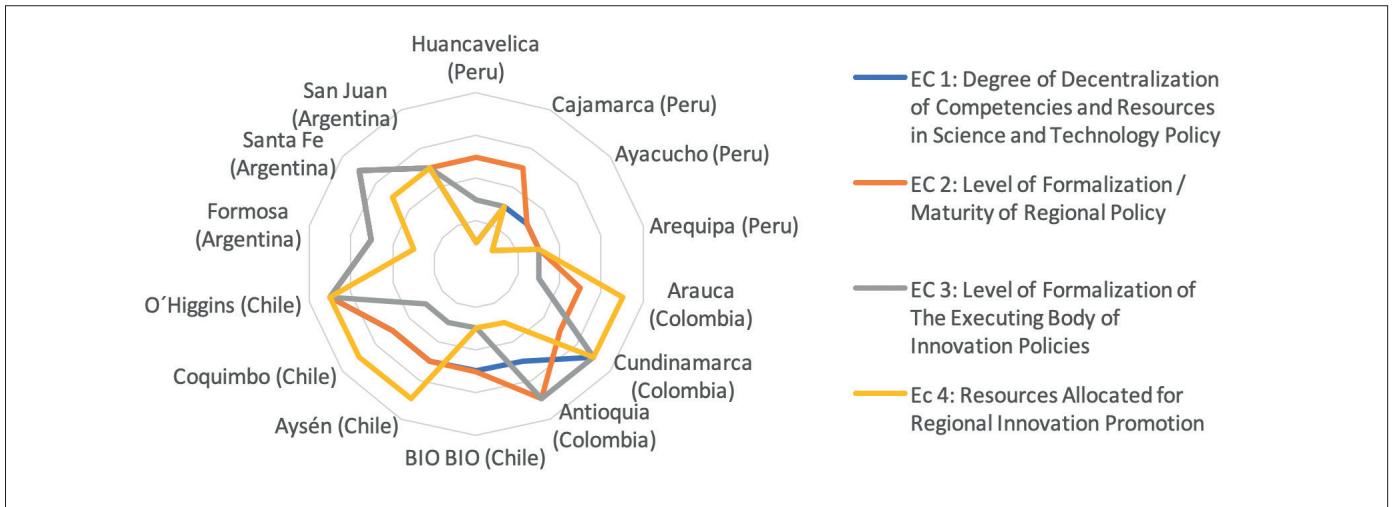 Huancavelica
(Peru)
Cajamarca (Peru)
Ayacucho (Peru)
Arequipa (Peru)
Arauca
(Colombia)
Cundinamarca
(Colombia)
Antioquia
(Colombia)
BIO BIO (Chile)
Aysén (Chile)
Coquimbo (Chile)
O´Higgins (Chile)
Formosa
(Argentina)
Santa Fe
(Argentina)
San Juan
(Argentina)
EC 1: Degree of Decentralization
of Competencies and Resources
in Science and Technology Policy
EC 2: Level of Formalization /
Maturity of Regional Policy
EC 3: Level of Formalization of
The Executing Body of
Innovation Policies
Ec 4: Resources Allocated for
Regional Innovation Promotion